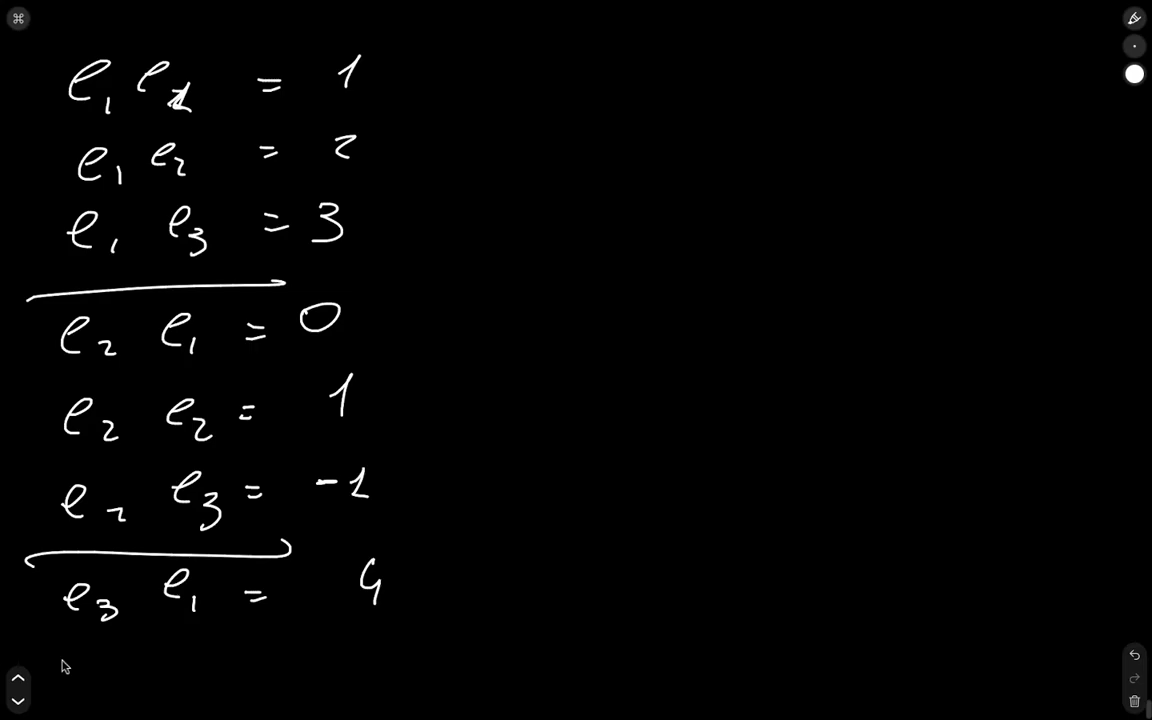 e₁ e₁ = 1
e₁ e₂ = 2
e₁ e₃ = 3
e₂ e₁ = 0
e₂ e₂ = 1
e₂ e₃ = -1
e₃ e₁ = 4